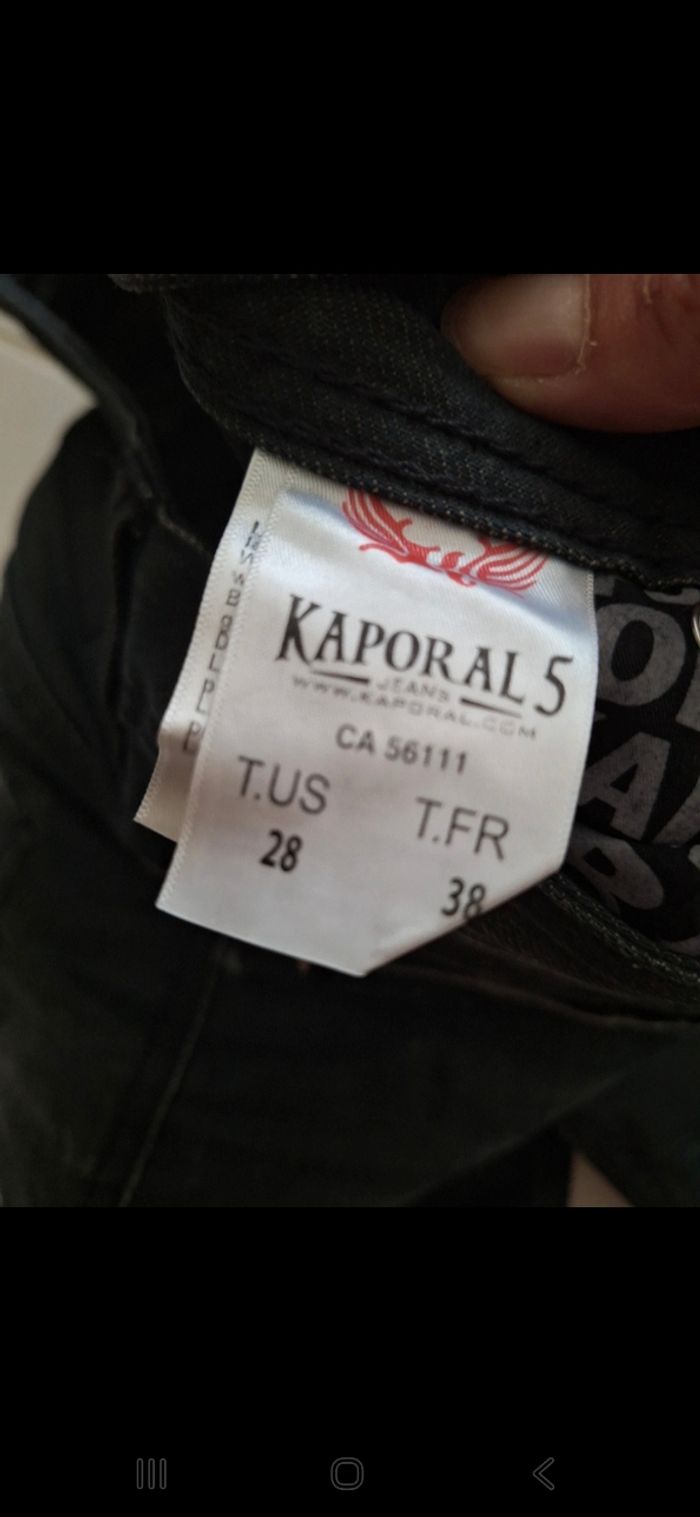 KAPORAL 5
JEANS
WWW.KAPORAL.COM
CA 56111
T.US T.FR
28 38